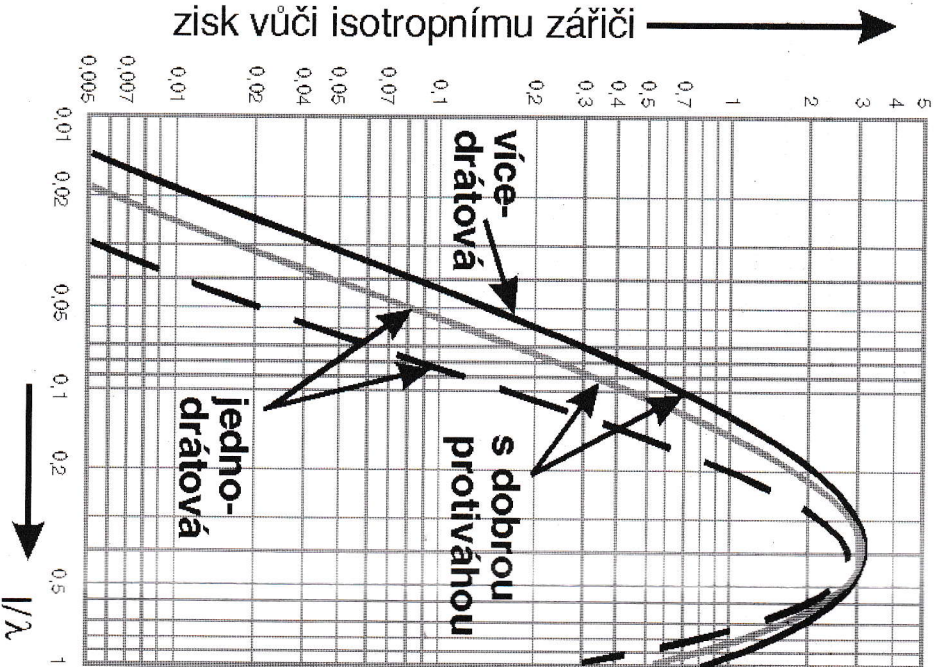 zisk vůči isotropnímu zářiči
0,005 0,007 0,01 0,02 0,04 0,05 0,07 0,1 0,2 0,3 0,4 0,5 0,7 1 2 3 4 5
0,01
0,02
0,05
0,1
0,2
0,5
1
l/λ
více-
drátová
jedno-
drátová
s dobrou
protiváhou